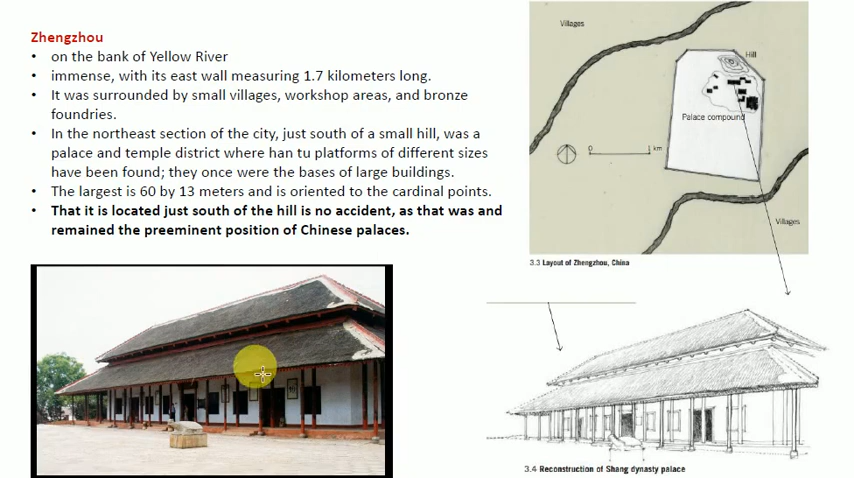 Zhengzhou
• on the bank of Yellow River
• immense, with its east wall measuring 1.7 kilometers long.
• It was surrounded by small villages, workshop areas, and bronze
foundries.
• In the northeast section of the city, just south of a small hill, was a
palace and temple district where han tu platforms of different sizes
have been found; they once were the bases of large buildings.
• The largest is 60 by 13 meters and is oriented to the cardinal points.
• That it is located just south of the hill is no accident, as that was and
remained the preeminent position of Chinese palaces.
Villages
Hill
Palace compound
0 1 km
Villages
3.3 Layout of Zhengzhou, China
3.4 Reconstruction of Shang dynasty palace